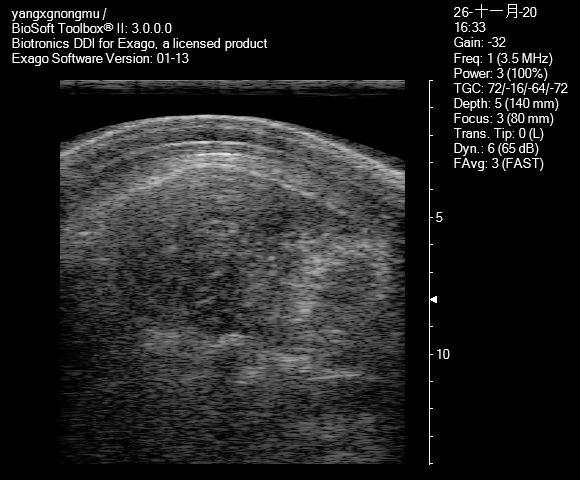 yangxgnongmu /
BioSoft Toolbox® II: 3.0.0.0
Biotronics DDI for Exago, a licensed product
Exago Software Version: 01-13
26-十一月-20
16:33
Gain: -32
Freq: 1 (3.5 MHz)
Power: 3 (100%)
TGC: 72/-16/-64/-72
Depth: 5 (140 mm)
Focus: 3 (80 mm)
Trans. Tip: 0 (L)
Dyn.: 6 (65 dB)
FAvg: 3 (FAST)
5
10